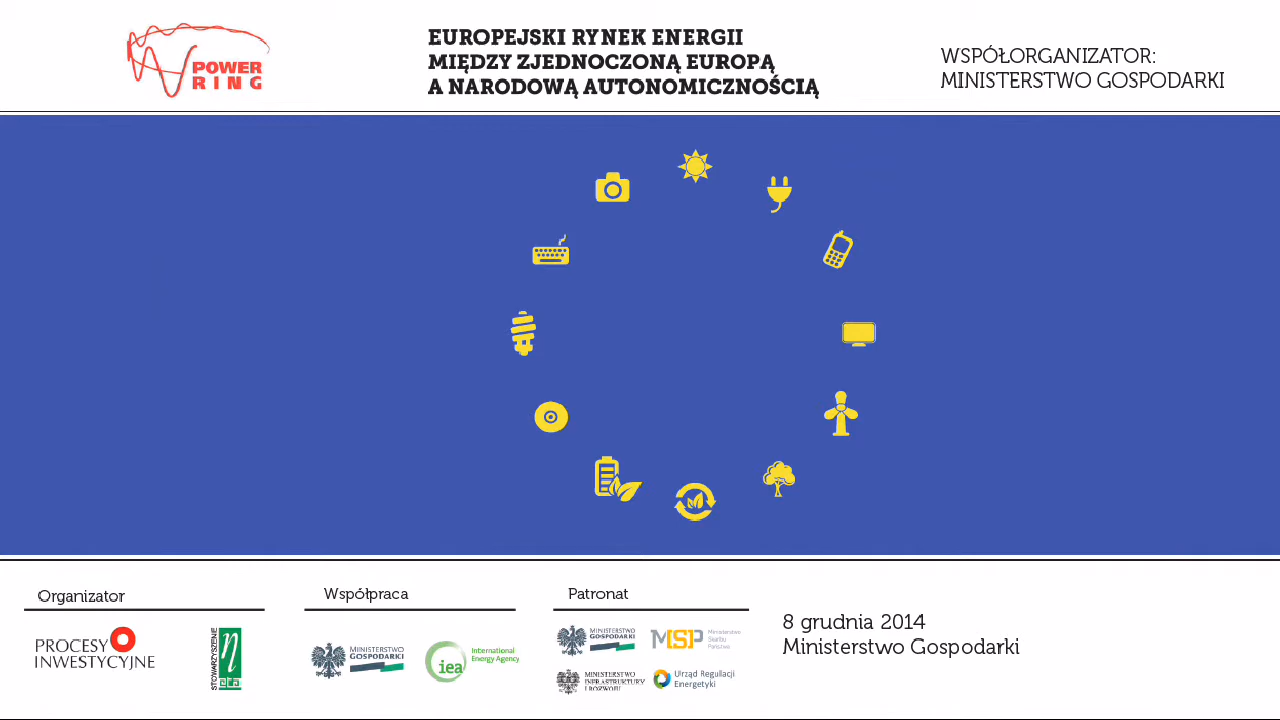 POWER
RING
EUROPEJSKI RYNEK ENERGII
MIĘDZY ZJEDNOCZONĄ EUROPĄ
A NARODOWĄ AUTONOMICZNOŚCIĄ
WSPÓŁORGANIZATOR:
MINISTERSTWO GOSPODARKI
Organizator
PROCESY
INWESTYCYJNE
STOWARZYSZENIE
η
Współpraca
MINISTERSTWO
GOSPODARKI
iea
International
Energy Agency
Patronat
MINISTERSTWO
GOSPODARKI
MSP
Ministerstwo
Skarbu
Państwa
MINISTERSTWO
INFRASTRUKTURY
I ROZWOJU
Urząd Regulacji
Energetyki
8 grudnia 2014
Ministerstwo Gospodarki